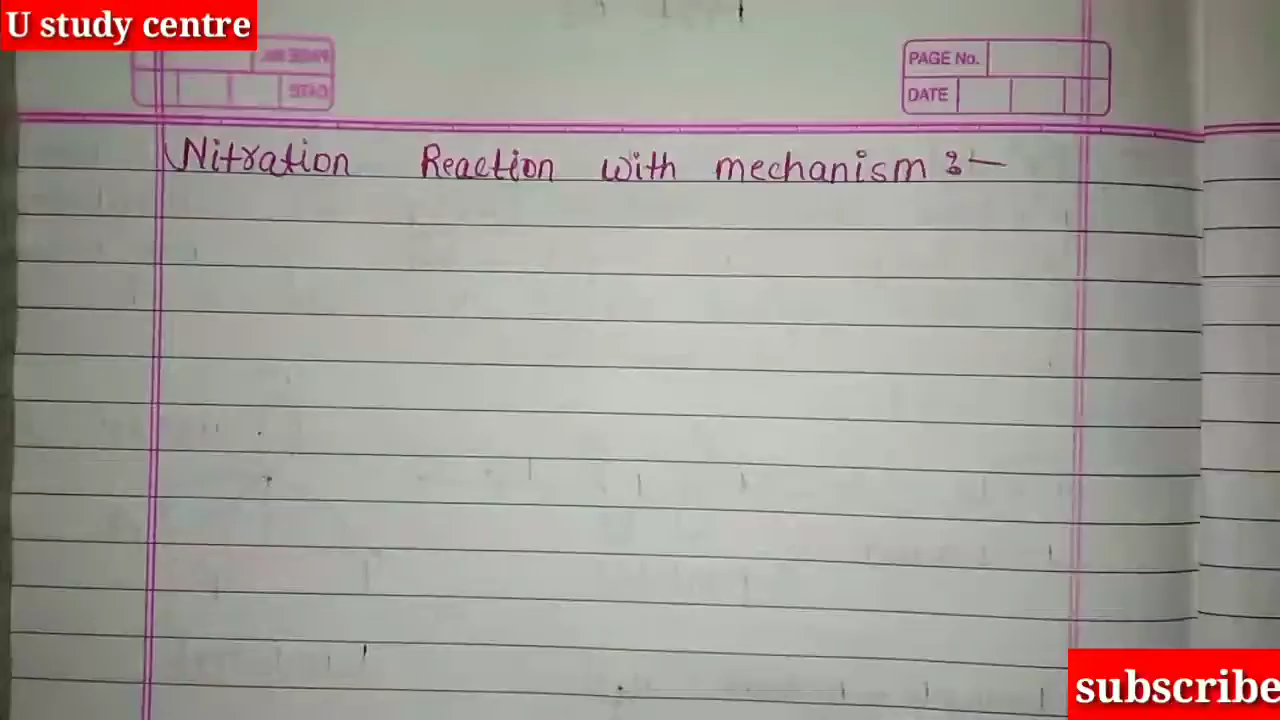 U study centre
PAGE No.
DATE
Nitration Reaction with mechanism :-
subscribe